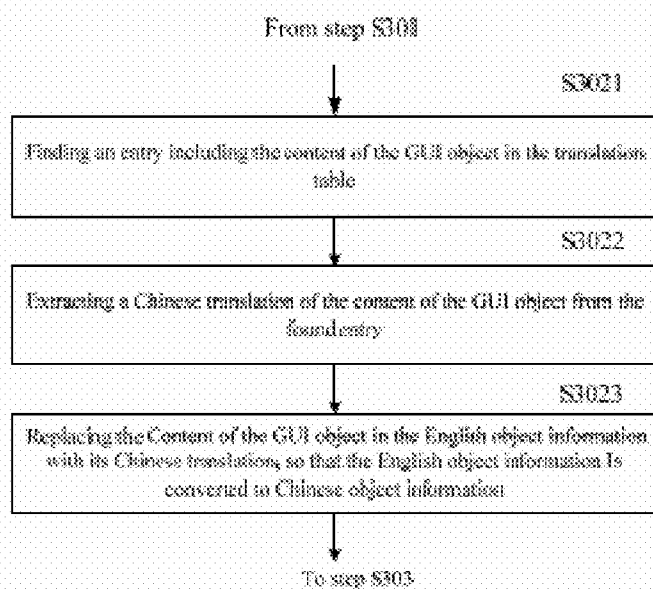 From step S301
S3021
Finding an entry including the content of the GUI object in the translation
table
S3022
Extracting a Chinese translation of the content of the GUI object from the
found entry
S3023
Replacing the Content of the GUI object in the English object information
with its Chinese translation, so that the English object information Is
converted to Chinese object information
To step S303